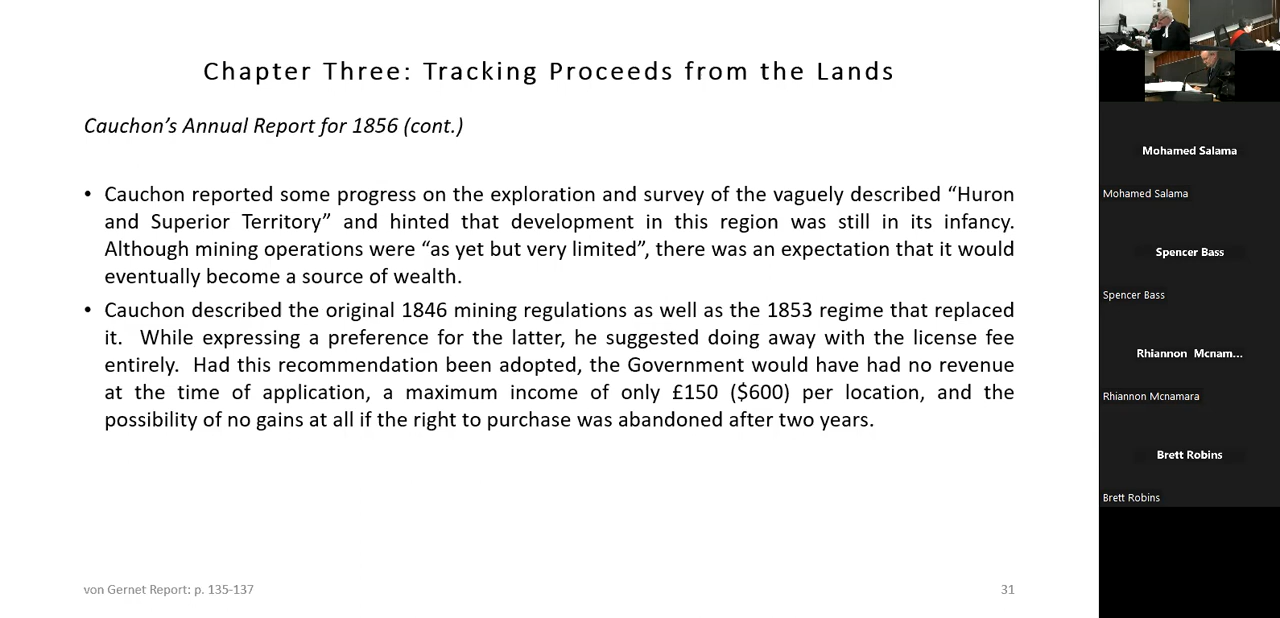 Chapter Three: Tracking Proceeds from the Lands
Cauchon’s Annual Report for 1856 (cont.)
• Cauchon reported some progress on the exploration and survey of the vaguely described “Huron
and Superior Territory” and hinted that development in this region was still in its infancy.
Although mining operations were “as yet but very limited”, there was an expectation that it would
eventually become a source of wealth.
• Cauchon described the original 1846 mining regulations as well as the 1853 regime that replaced
it. While expressing a preference for the latter, he suggested doing away with the license fee
entirely. Had this recommendation been adopted, the Government would have had no revenue
at the time of application, a maximum income of only £150 ($600) per location, and the
possibility of no gains at all if the right to purchase was abandoned after two years.
von Gernet Report: p. 135-137
31
Mohamed Salama
Mohamed Salama
Spencer Bass
Spencer Bass
Rhiannon Mcnam...
Rhiannon Mcnamara
Brett Robins
Brett Robins